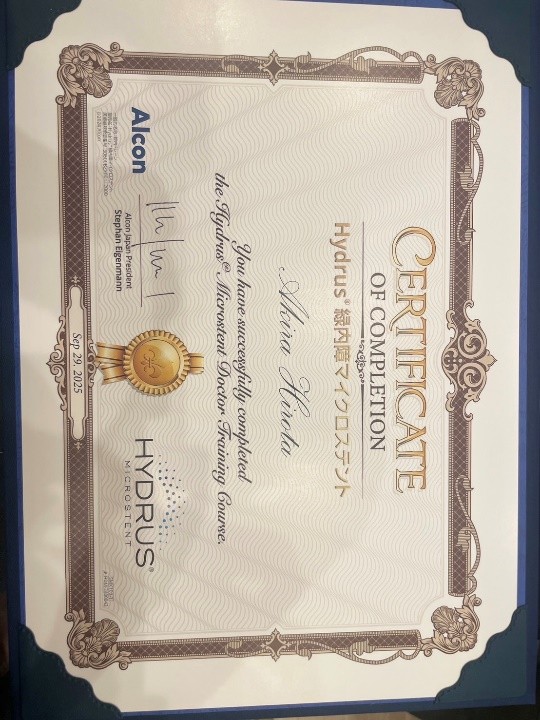 CERTIFICATE
OF COMPLETION
Hydrus® 緑内障マイクロステント
Akira Hirota
You have successfully completed
the Hydrus® Microstent Doctor Training Course.
Alcon
Alcon Japan President
Stephan Eigenmann
HYDRUS®
MICROSTENT
Sep 29, 2025